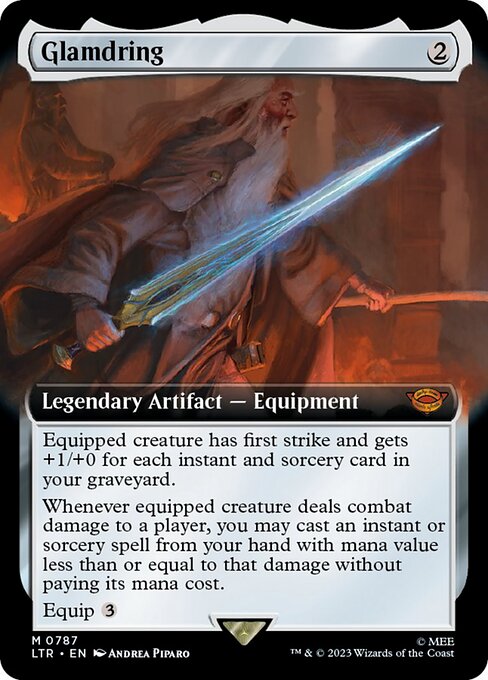 Glamdring 2
Legendary Artifact — Equipment
Equipped creature has first strike and gets
+1/+0 for each instant and sorcery card in
your graveyard.
Whenever equipped creature deals combat
damage to a player, you may cast an instant or
sorcery spell from your hand with mana value
less than or equal to that damage without
paying its mana cost.
Equip 3
M 0787 © MEE
LTR • EN Andrea Piparo ™ & © 2023 Wizards of the Coast